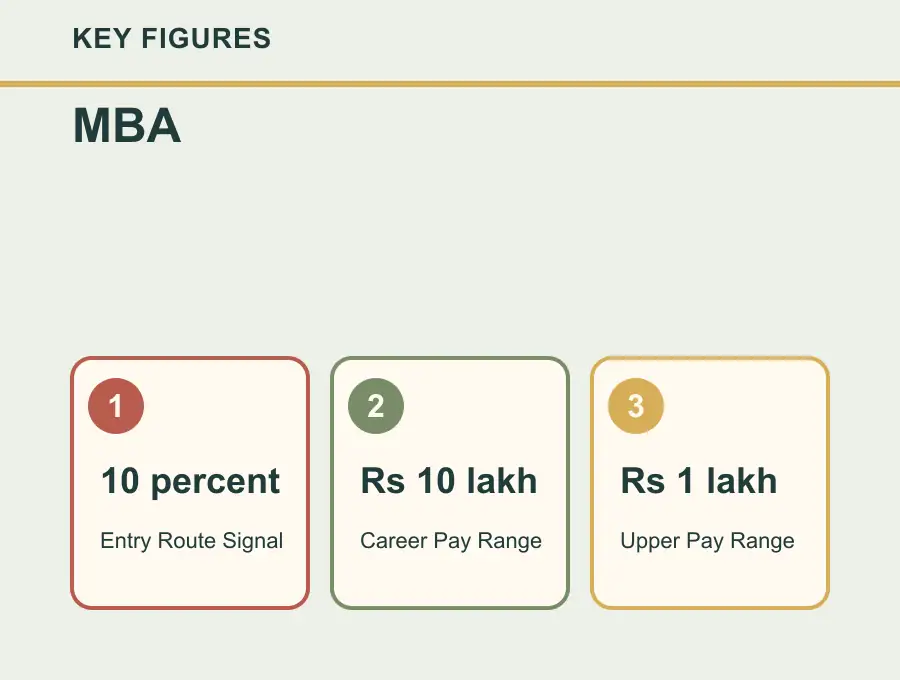 KEY FIGURES
MBA
1
10 percent
Entry Route Signal
2
Rs 10 lakh
Career Pay Range
3
Rs 1 lakh
Upper Pay Range